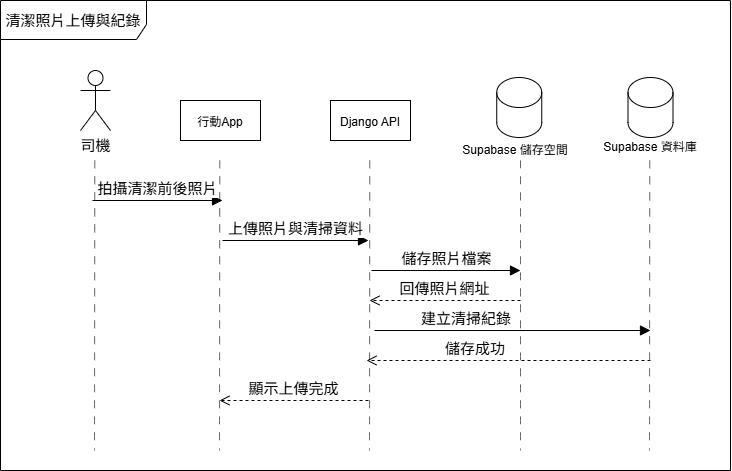 清潔照片上傳與紀錄
司機
行動App
Django API
Supabase 儲存空間
Supabase 資料庫
拍攝清潔前後照片
上傳照片與清掃資料
儲存照片檔案
回傳照片網址
建立清掃紀錄
儲存成功
顯示上傳完成